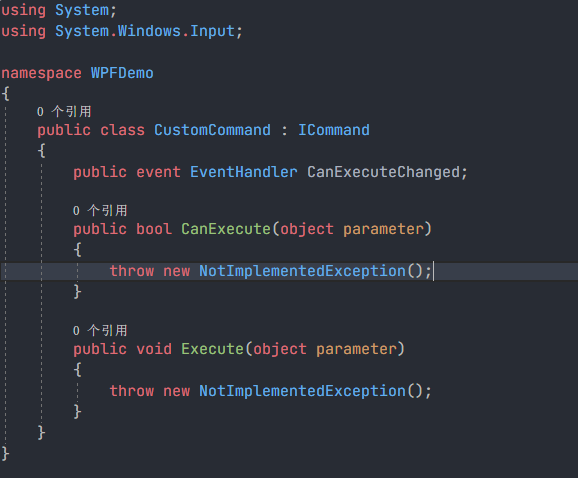 using System;
using System.Windows.Input;
namespace WPFDemo
{
0 个引用
public class CustomCommand : ICommand
{
public event EventHandler CanExecuteChanged;
0 个引用
public bool CanExecute(object parameter)
{
throw new NotImplementedException();
}
0 个引用
public void Execute(object parameter)
{
throw new NotImplementedException();
}
}
}